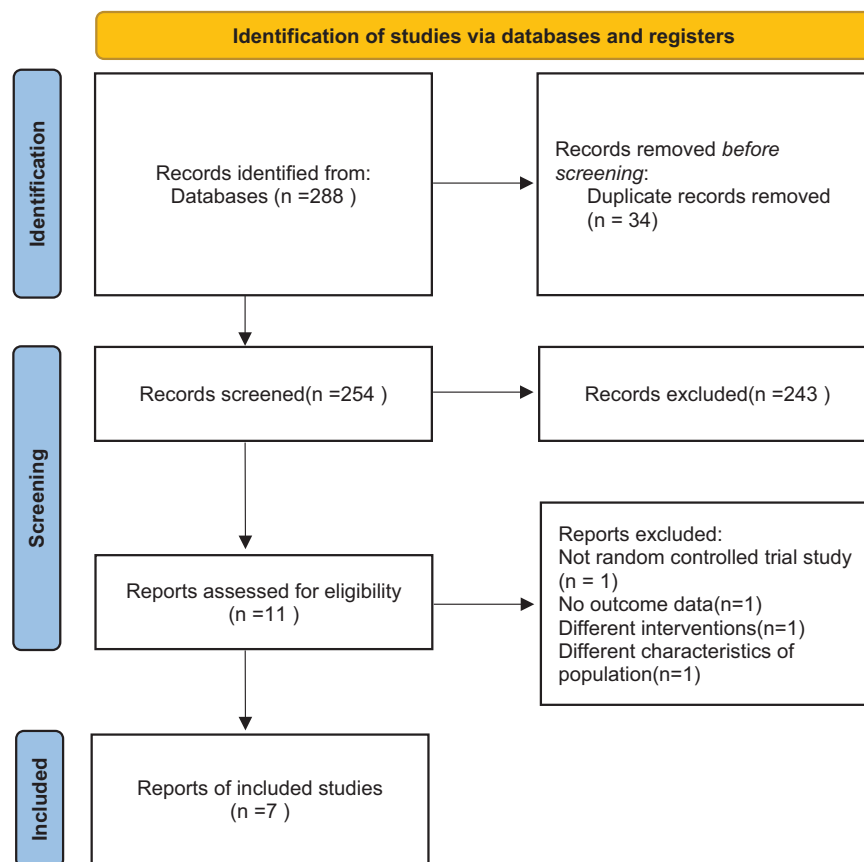 Identification of studies via databases and registers
Identification
Records identified from:
Databases (n =288 )
Records removed before
screening:
Duplicate records removed
(n = 34)
Screening
Records screened(n =254 )
Records excluded(n =243 )
Reports assessed for eligibility
(n =11 )
Reports excluded:
Not random controlled trial study
(n = 1)
No outcome data(n=1)
Different interventions(n=1)
Different characteristics of
population(n=1)
Included
Reports of included studies
(n =7 )